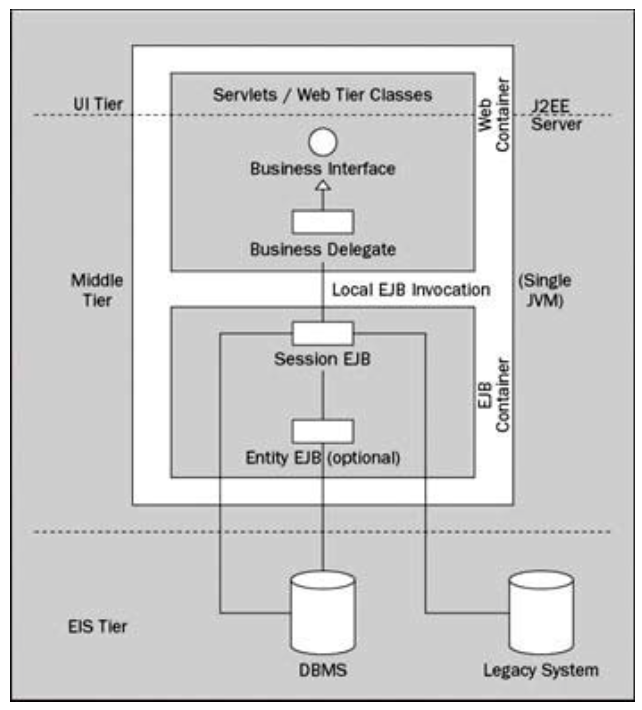 Servlets / Web Tier Classes
UI Tier
Web
Container
J2EE
Server
Business Interface
Business Delegate
Middle
Tier
Local EJB Invocation
(Single
JVM)
Session EJB
EJB
Container
Entity EJB (optional)
EIS Tier
DBMS
Legacy System